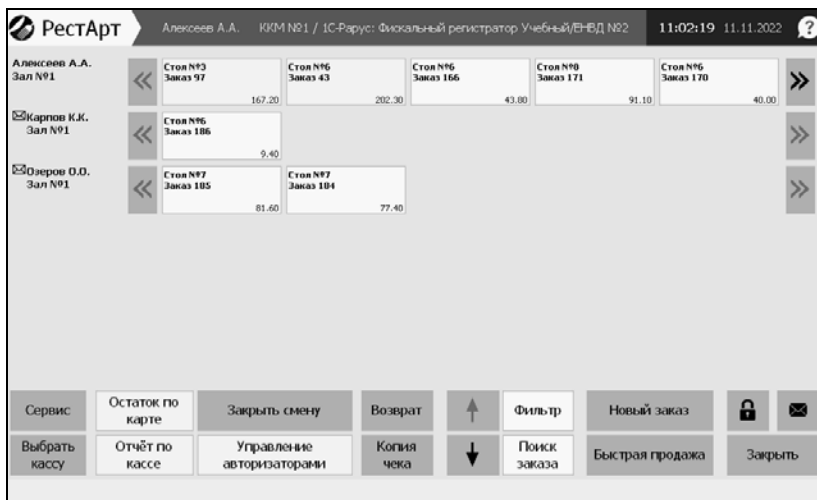 РестАрт Алексеев А.А. ККМ №1 / 1С-Рарус: Фискальный регистратор Учебный/ЕНВД №2 11:02:19 11.11.2022 ?
Алексеев А.А.
Зал №1
Стол №3 Стол №6 Стол №6 Стол №8 Стол №6
Заказ 97 Заказ 43 Заказ 166 Заказ 171 Заказ 170
167.20 202.30 43.80 91.10 40.00
Карпов К.К.
Зал №1
Стол №6
Заказ 186
9.40
Озеров О.О.
Зал №1
Стол №7 Стол №7
Заказ 185 Заказ 184
81.60 77.40
Сервис
Остаток по
карте
Закрыть смену
Возврат
Фильтр
Новый заказ
Выбрать
кассу
Отчёт по
кассе
Управление
авторизаторами
Копия
чека
Поиск
заказа
Быстрая продажа
Закрыть